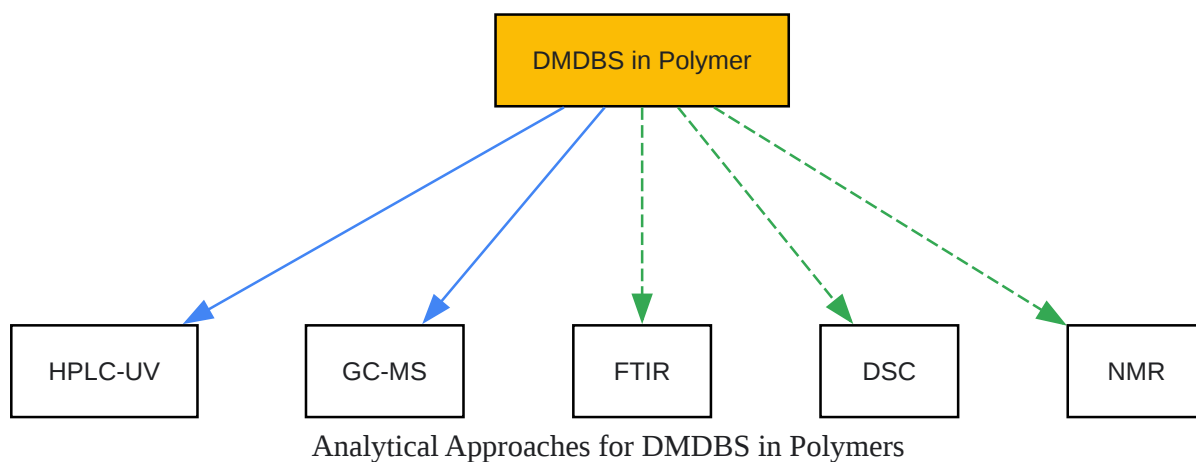 DMDBS in Polymer
HPLC-UV
GC-MS
FTIR
DSC
NMR
Analytical Approaches for DMDBS in Polymers